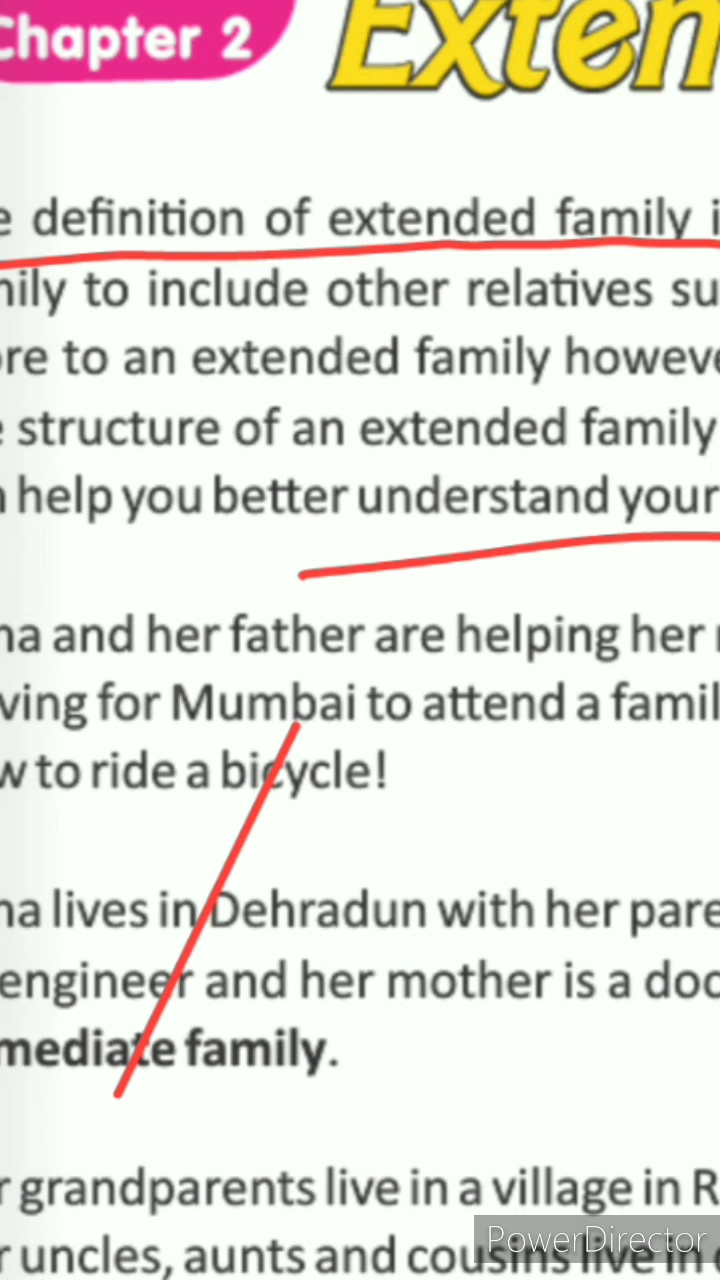 Chapter 2 Exten
e definition of extended family i
ily to include other relatives su
re to an extended family howeve
structure of an extended family
help you better understand your
na and her father are helping her
ving for Mumbai to attend a famil
w to ride a bicycle!
na lives in Dehradun with her pare
engineer and her mother is a doc
mediate family.
r grandparents live in a village in R
r uncles, aunts and cousins live in
PowerDirector